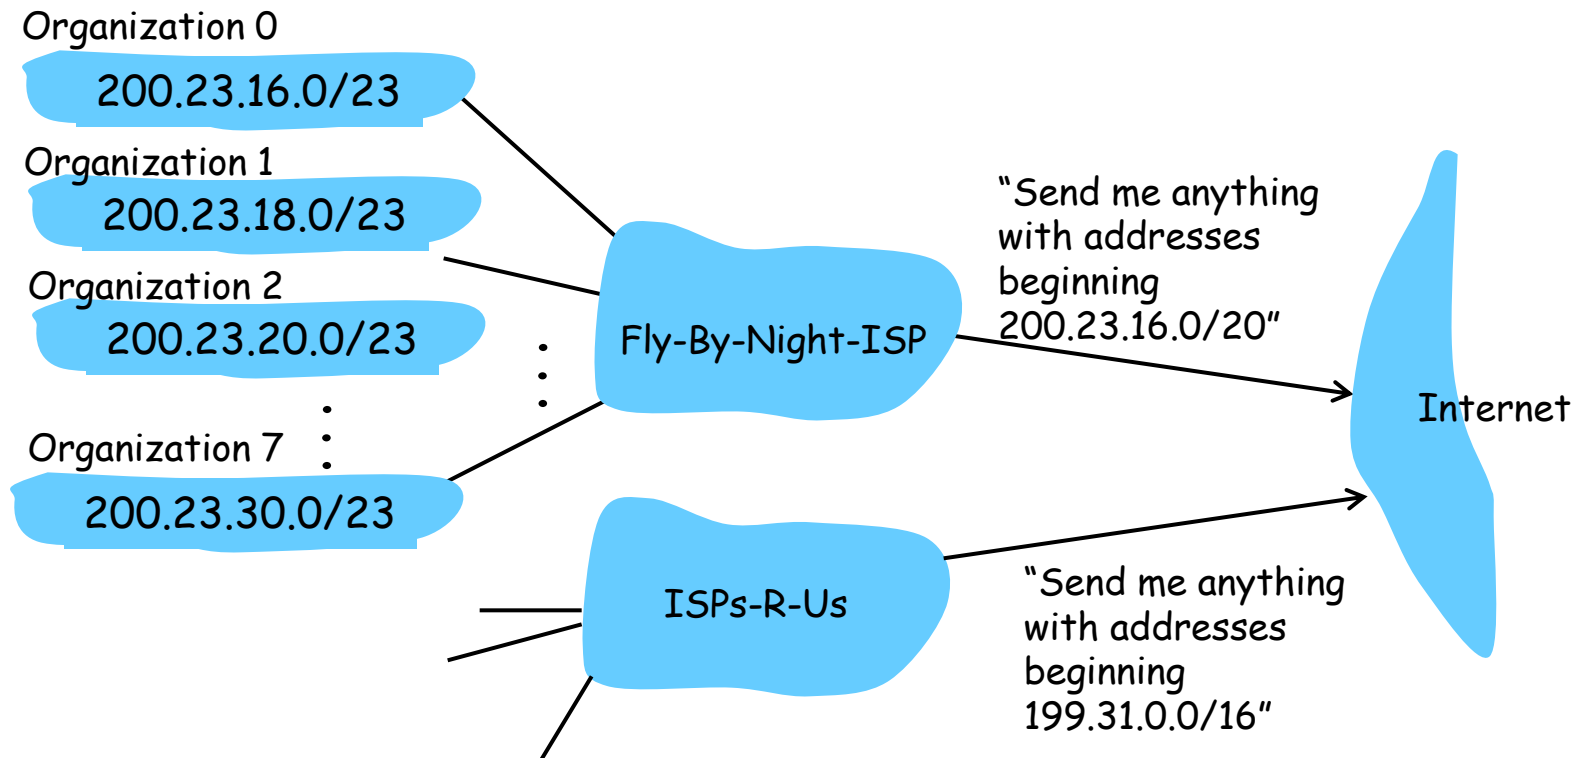 Organization 0
200.23.16.0/23
Organization 1
200.23.18.0/23
Organization 2
200.23.20.0/23
Organization 7
200.23.30.0/23
Fly-By-Night-ISP
“Send me anything
with addresses
beginning
200.23.16.0/20”
Internet
ISPs-R-Us
“Send me anything
with addresses
beginning
199.31.0.0/16”